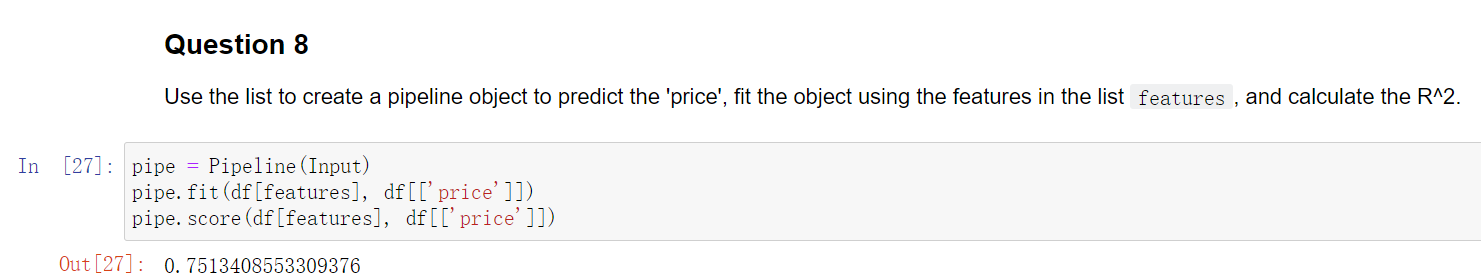 Question 8
Use the list to create a pipeline object to predict the 'price', fit the object using the features in the list features , and calculate the R^2.
In [27]: pipe = Pipeline(Input)
pipe.fit(df[features], df[['price']])
pipe.score(df[features], df[['price']])
Out[27]: 0.7513408553309376